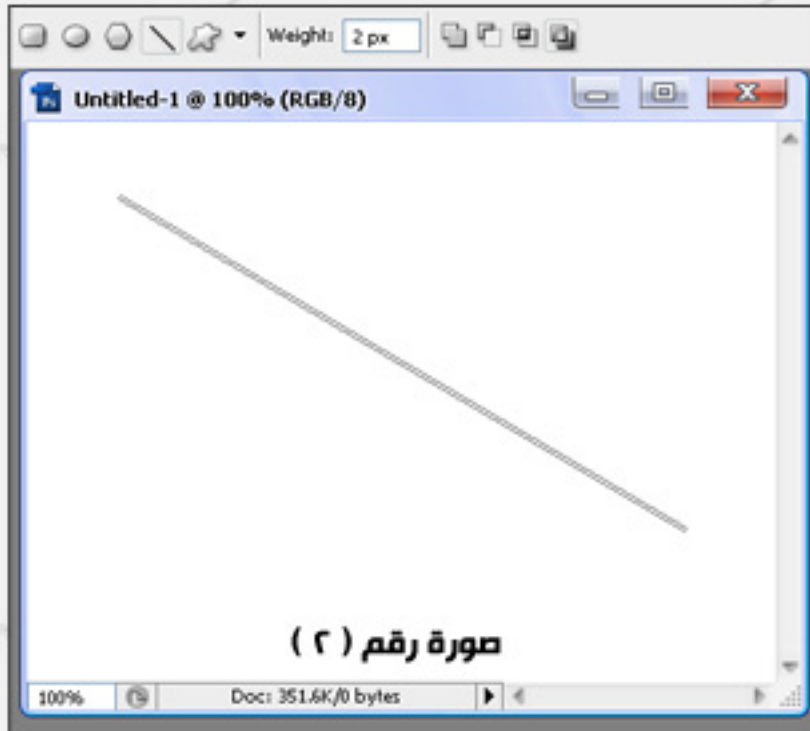 Weight: 2 px
Untitled-1 @ 100% (RGB/8)
صورة رقم ( ٢ )
100% Doc: 351.6K/0 bytes